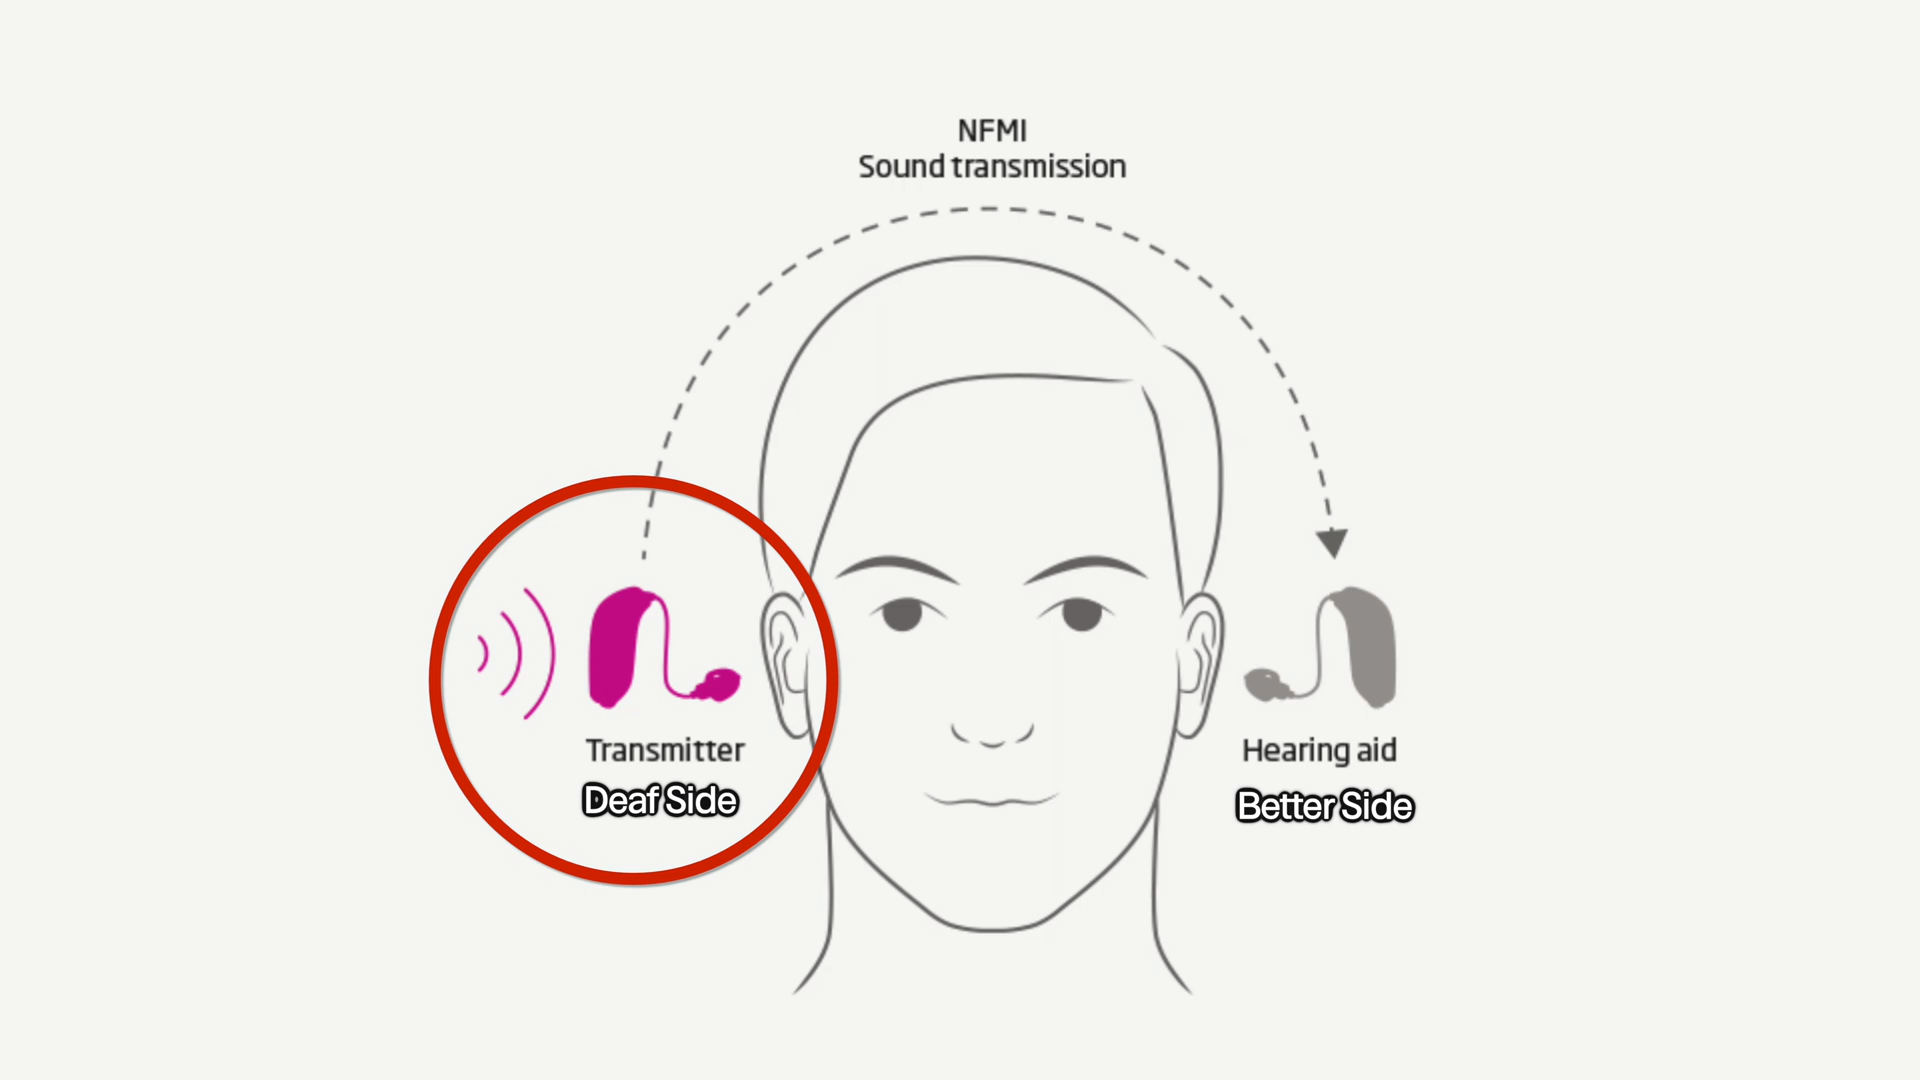 NFMI
Sound transmission
Transmitter
Deaf Side
Hearing aid
Better Side